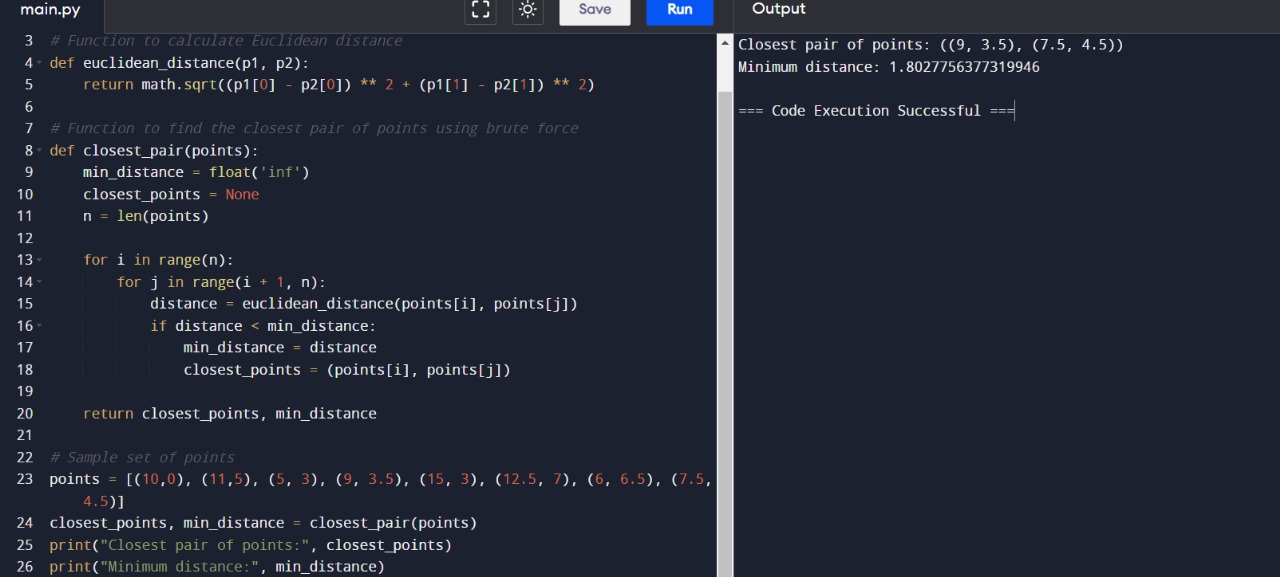 main.py
Save
Run
Output
3 # Function to calculate Euclidean distance
4 def euclidean_distance(p1, p2):
5     return math.sqrt((p1[0] - p2[0]) ** 2 + (p1[1] - p2[1]) ** 2)
6
7 # Function to find the closest pair of points using brute force
8 def closest_pair(points):
9     min_distance = float('inf')
10     closest_points = None
11     n = len(points)
12
13     for i in range(n):
14         for j in range(i + 1, n):
15             distance = euclidean_distance(points[i], points[j])
16             if distance < min_distance:
17                 min_distance = distance
18                 closest_points = (points[i], points[j])
19
20     return closest_points, min_distance
21
22 # Sample set of points
23 points = [(10,0), (11,5), (5, 3), (9, 3.5), (15, 3), (12.5, 7), (6, 6.5), (7.5,
    4.5)]
24 closest_points, min_distance = closest_pair(points)
25 print("Closest pair of points:", closest_points)
26 print("Minimum distance:", min_distance)
Closest pair of points: ((9, 3.5), (7.5, 4.5))
Minimum distance: 1.8027756377319946
=== Code Execution Successful ===